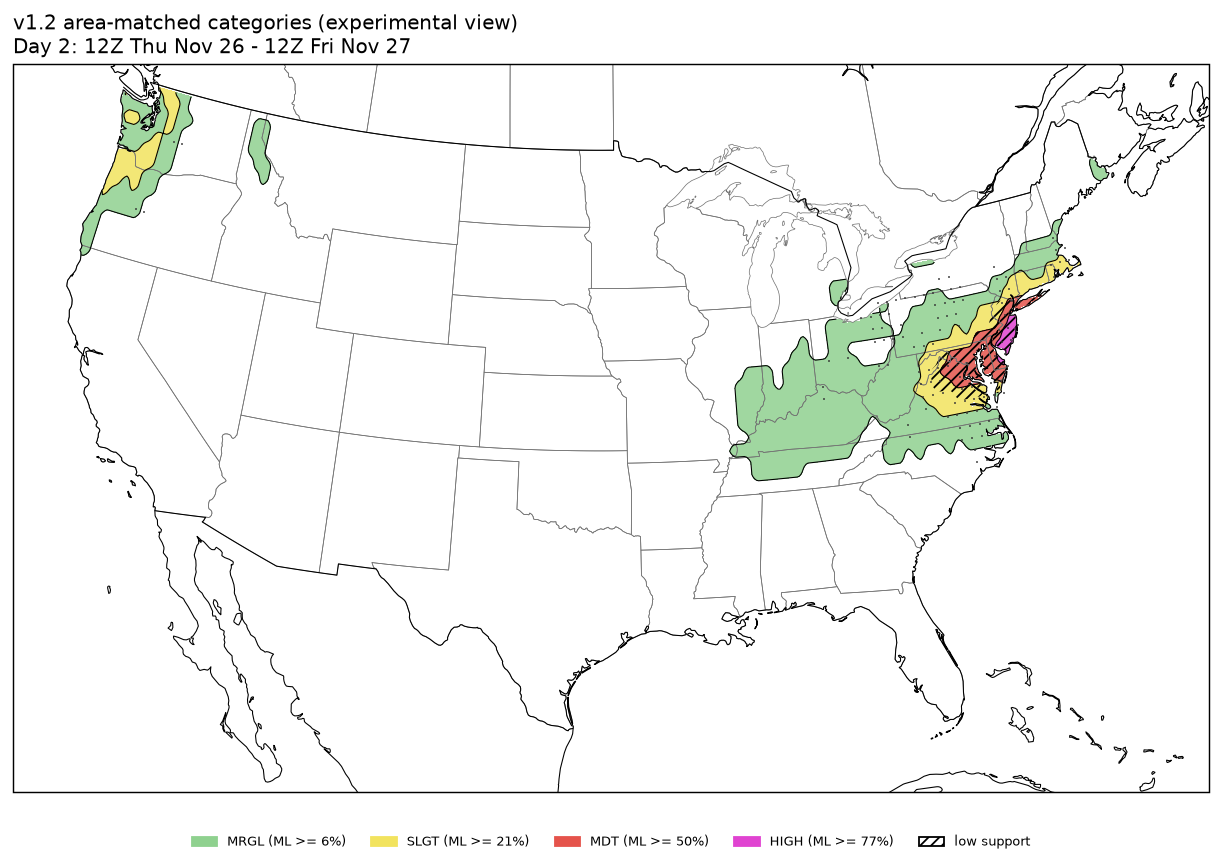 v1.2 area-matched categories (experimental view)
Day 2: 12Z Thu Nov 26 - 12Z Fri Nov 27
MRGL (ML >= 6%)
SLGT (ML >= 21%)
MDT (ML >= 50%)
HIGH (ML >= 77%)
low support